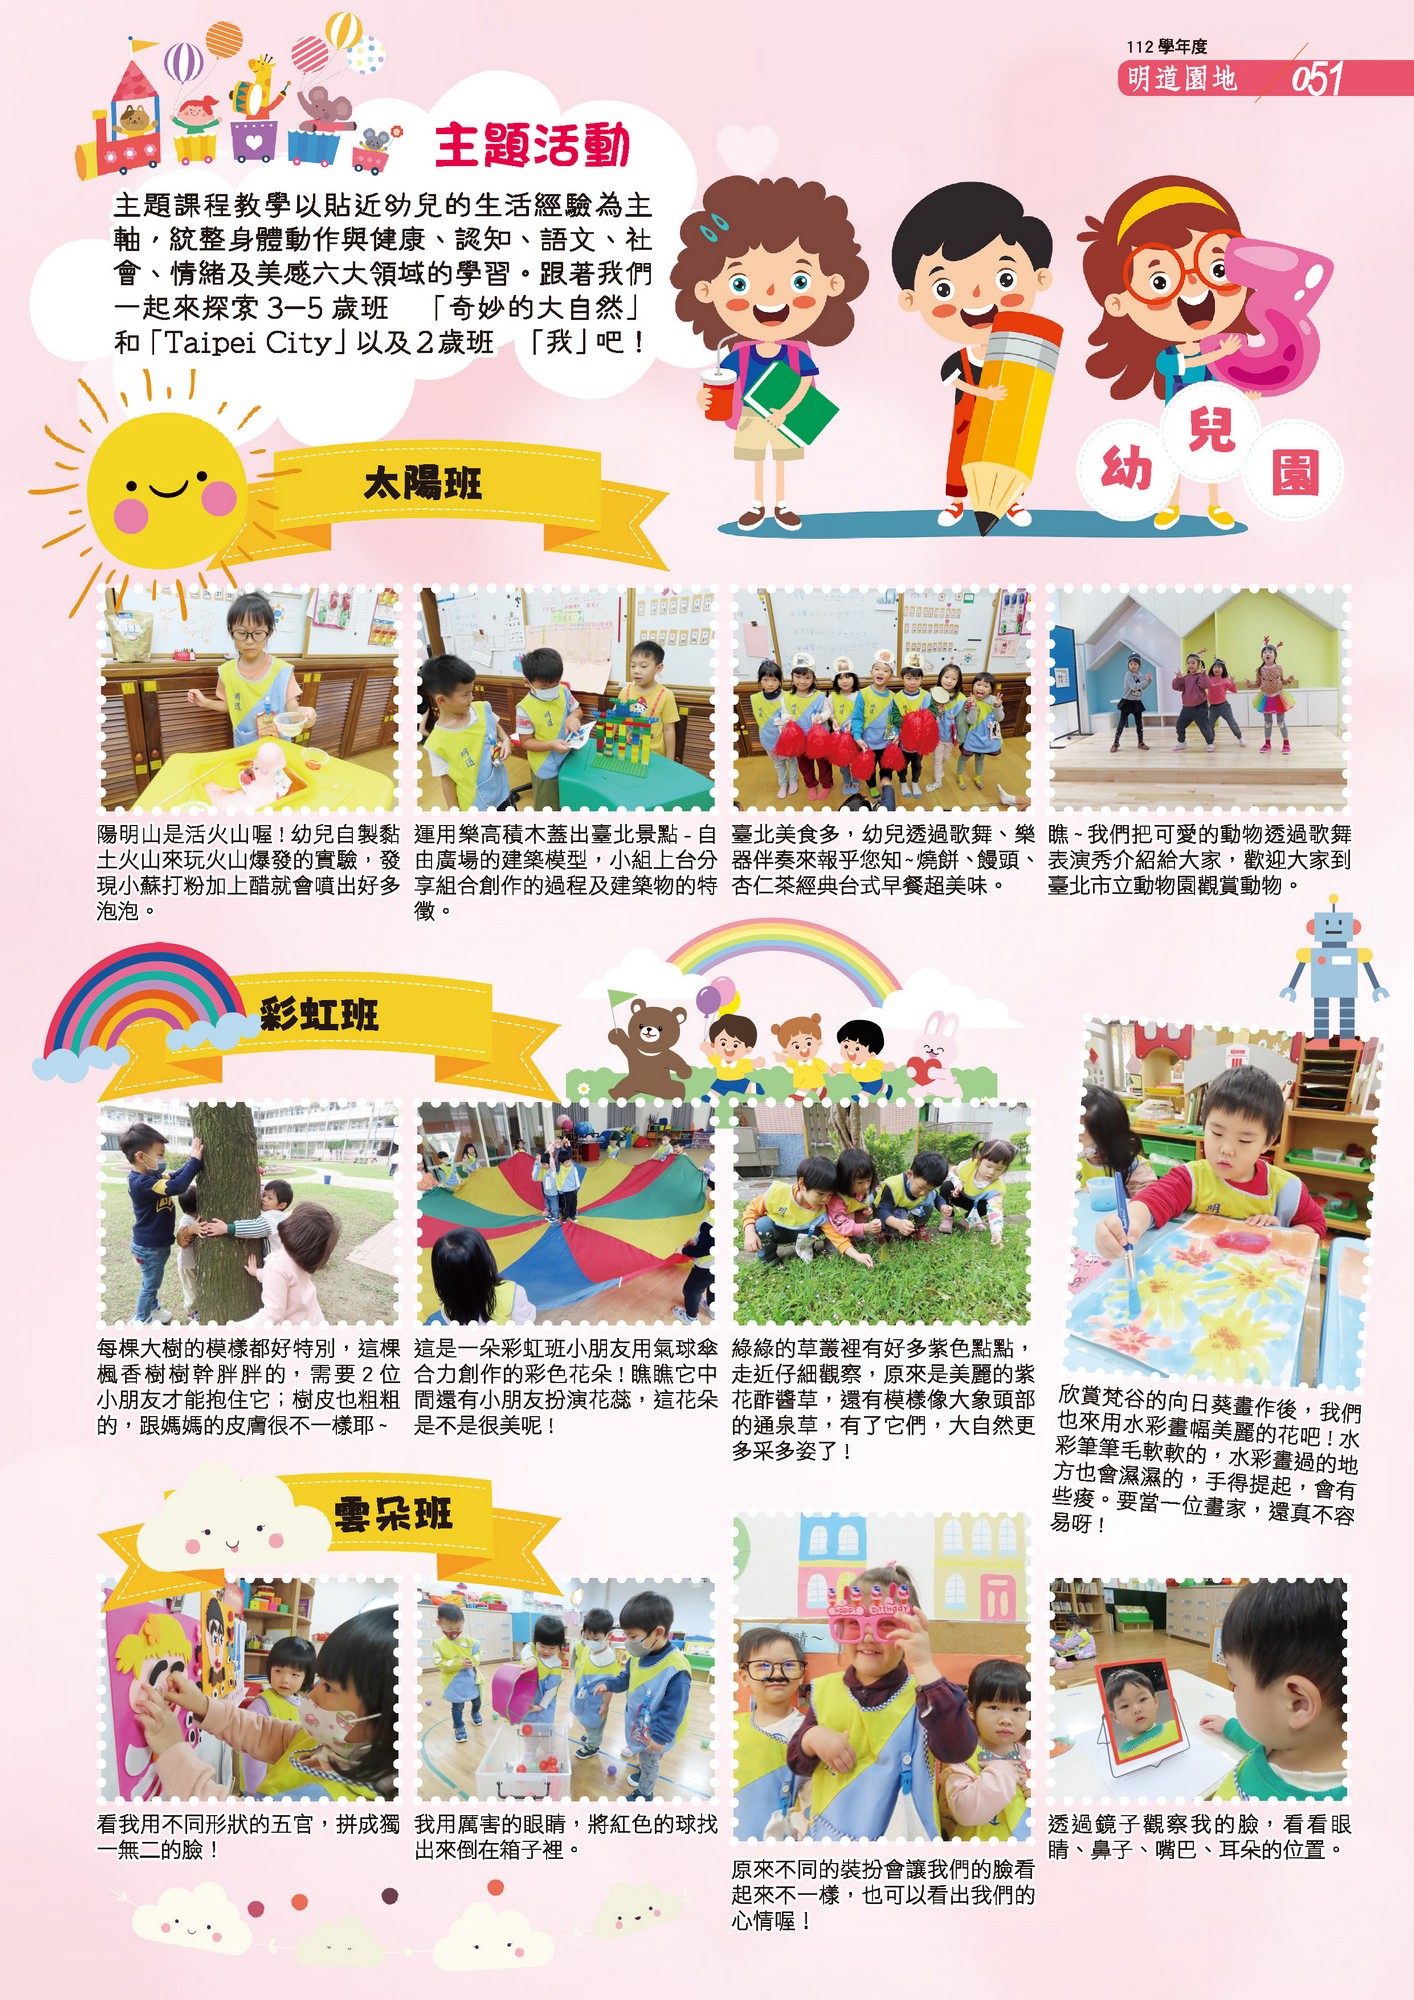 112 學年度
明道園地
051
主題活動
主題課程教學以貼近幼兒的生活經驗為主
軸，統整身體動作與健康、認知、語文、社
會、情緒及美感六大領域的學習。跟著我們
一起來探索 3—5 歲班 「奇妙的大自然」
和「Taipei City」以及 2 歲班 「我」吧！
幼兒園
太陽班
陽明山是活火山喔！幼兒自製黏
土火山來玩火山爆發的實驗，發
現小蘇打粉加上醋就會噴出好多
泡泡。
運用樂高積木蓋出臺北景點 - 自
由廣場的建築模型，小組上台分
享組合創作的過程及建築物的特
徵。
臺北美食多，幼兒透過歌舞、樂
器伴奏來報乎您知~燒餅、饅頭、
杏仁茶經典台式早餐超美味。
瞧 ~ 我們把可愛的動物透過歌舞
表演秀介紹給大家，歡迎大家到
臺北市立動物園觀賞動物。
彩虹班
每棵大樹的模樣都好特別，這棵
楓香樹樹幹胖胖的，需要 2 位
小朋友才能抱住它；樹皮也粗粗
的，跟媽媽的皮膚很不一樣耶 ~
這是一朵彩虹班小朋友用氣球傘
合力創作的彩色花朵！瞧瞧它中
間還有小朋友扮演花蕊，這花朵
是不是很美呢！
綠綠的草叢裡有好多紫色點點，
走近仔細觀察，原來是美麗的紫
花酢醬草，還有模樣像大象頭部
的通泉草，有了它們，大自然更
多采多姿了！
欣賞梵谷的向日葵畫作後，我們
也來用水彩畫幅美麗的花吧！水
彩筆筆毛軟軟的，水彩畫過的地
方也會濕濕的，手得提起，會有
些痠。要當一位畫家，還真不容
易呀！
雲朵班
看我用不同形狀的五官，拼成獨
一無二的臉！
我用厲害的眼睛，將紅色的球找
出來倒在箱子裡。
原來不同的裝扮會讓我們的臉看
起來不一樣，也可以看出我們的
心情喔！
透過鏡子觀察我的臉，看看眼
睛、鼻子、嘴巴、耳朵的位置。